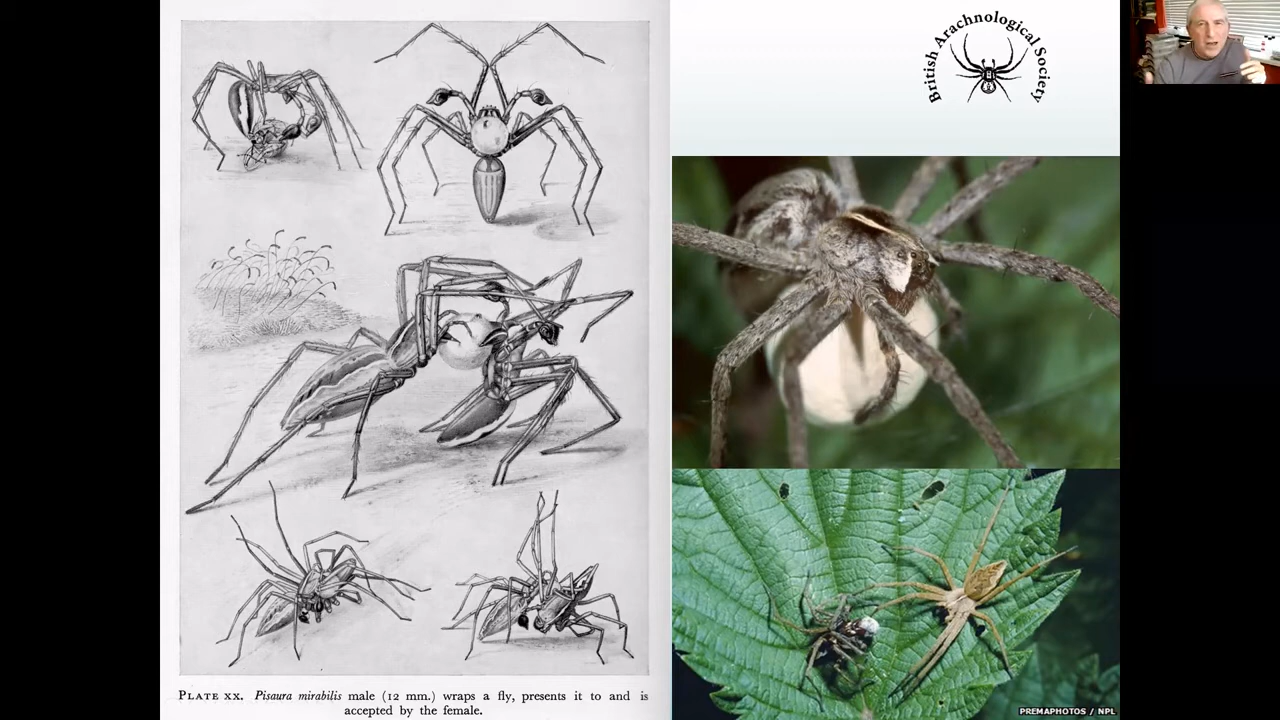 PLATE XX. Pisaura mirabilis male (12 mm.) wraps a fly, presents it to and is
accepted by the female.
British Arachnological Society
PREMAPHOTOS / NPL